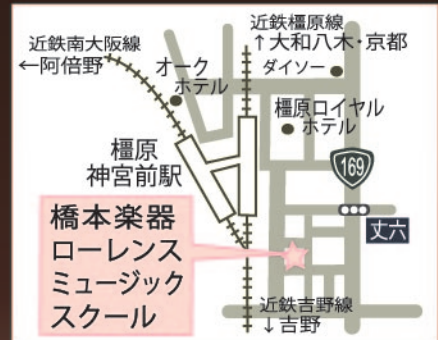 近鉄南大阪線
←阿倍野
近鉄橿原線
↑大和八木・京都
オーク
ホテル
ダイソー
橿原ロイヤル
ホテル
橿原
神宮前駅
169
丈六
橋本楽器
ローレンス
ミュージック
スクール
近鉄吉野線
↓吉野